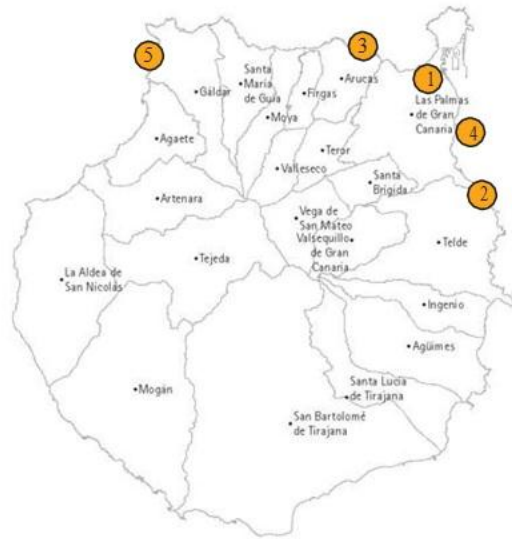 5
3
1
4
2
Gáldar
Santa
María
de Guía
Moya
Firgas
Arucas
Las Palmas
de Gran
Canaria
Agaete
Valleseco
Teror
Santa
Brígida
Artenara
Vega de
San Mateo
Valsequillo
de Gran
Canaria
Telde
Tejeda
La Aldea de
San Nicolás
Ingenio
Agüimes
Mogán
Santa Lucía
de Tirajana
San Bartolomé
de Tirajana